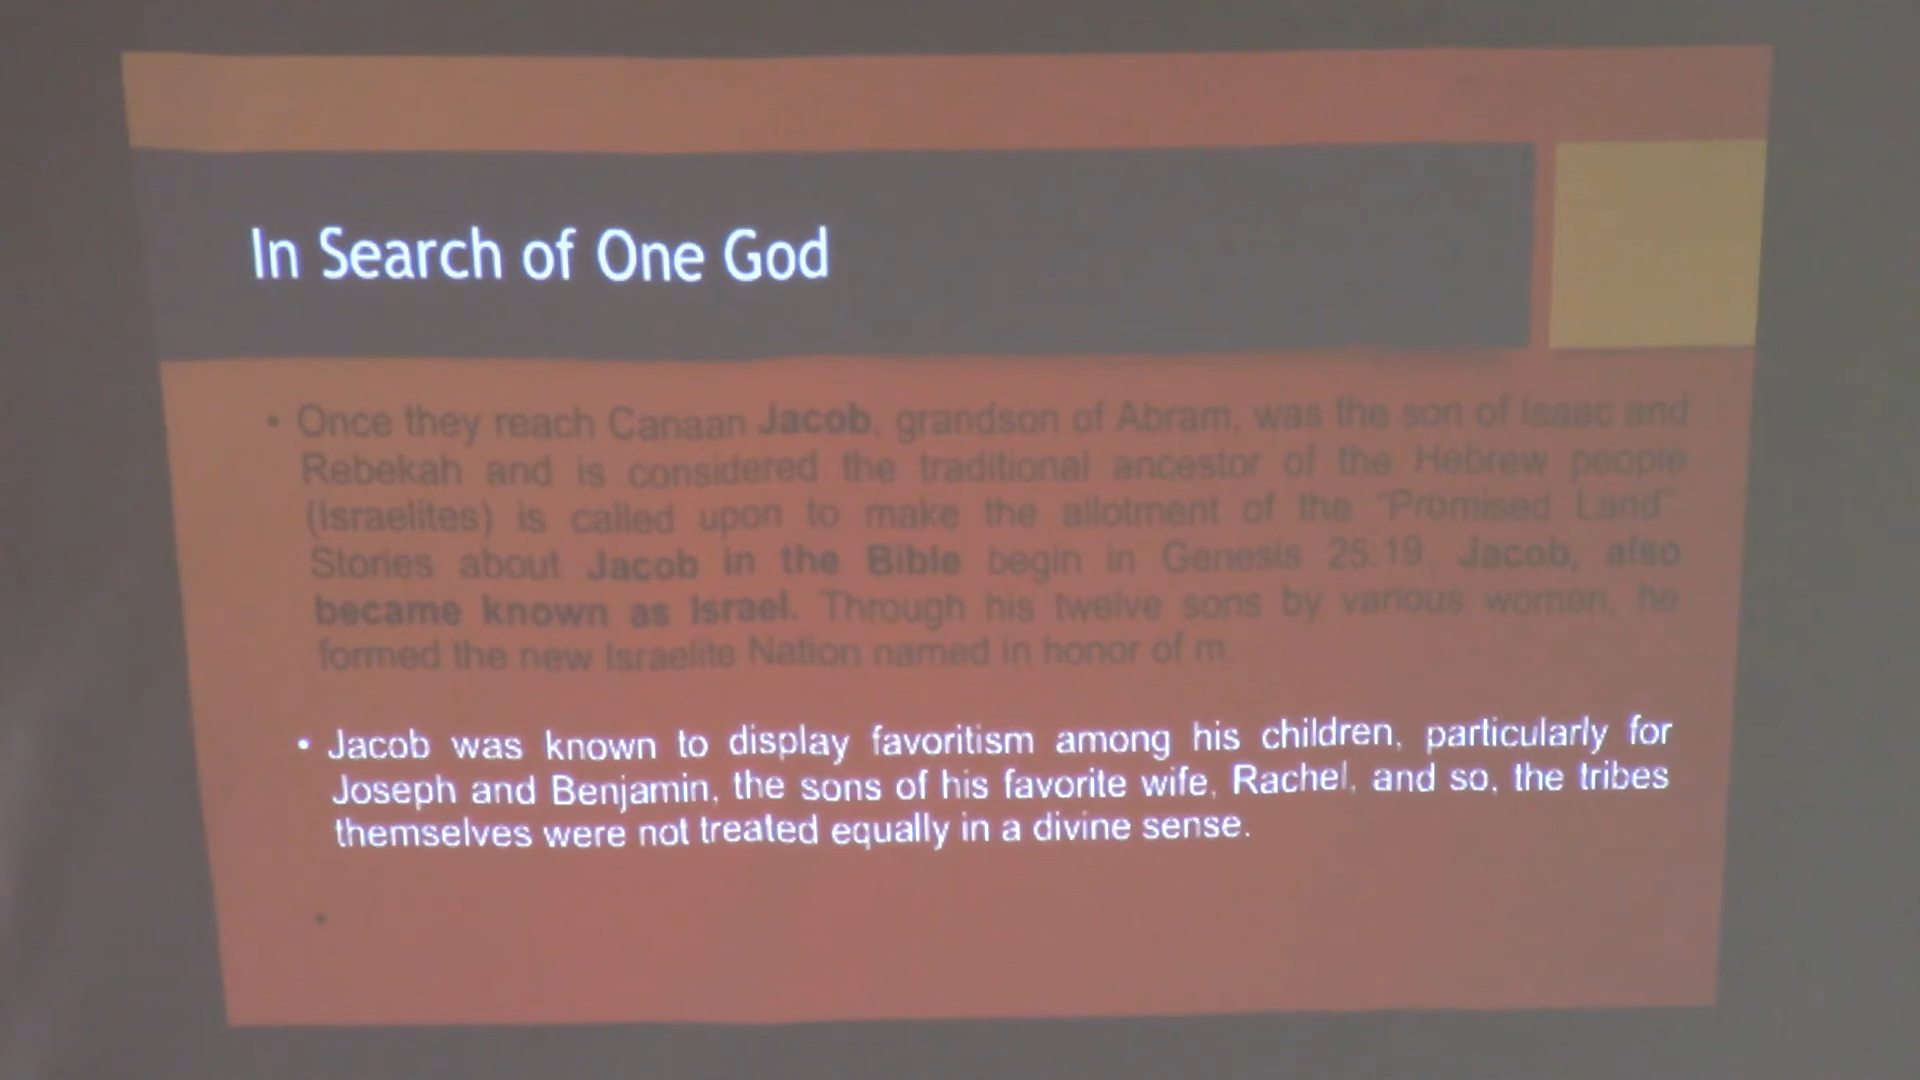 In Search of One God
• Once they reach Canaan Jacob, grandson of Abram, was the son of Isaac and
Rebekah and is considered the traditional ancestor of the Hebrew people
(Israelites) is called upon to make the allotment of the "Promised Land"
Stories about Jacob in the Bible begin in Genesis 25:19. Jacob, also
became known as Israel. Through his twelve sons by various women, he
formed the new Israelite Nation named in honor of m.
• Jacob was known to display favoritism among his children, particularly for
Joseph and Benjamin, the sons of his favorite wife, Rachel, and so, the tribes
themselves were not treated equally in a divine sense.
•